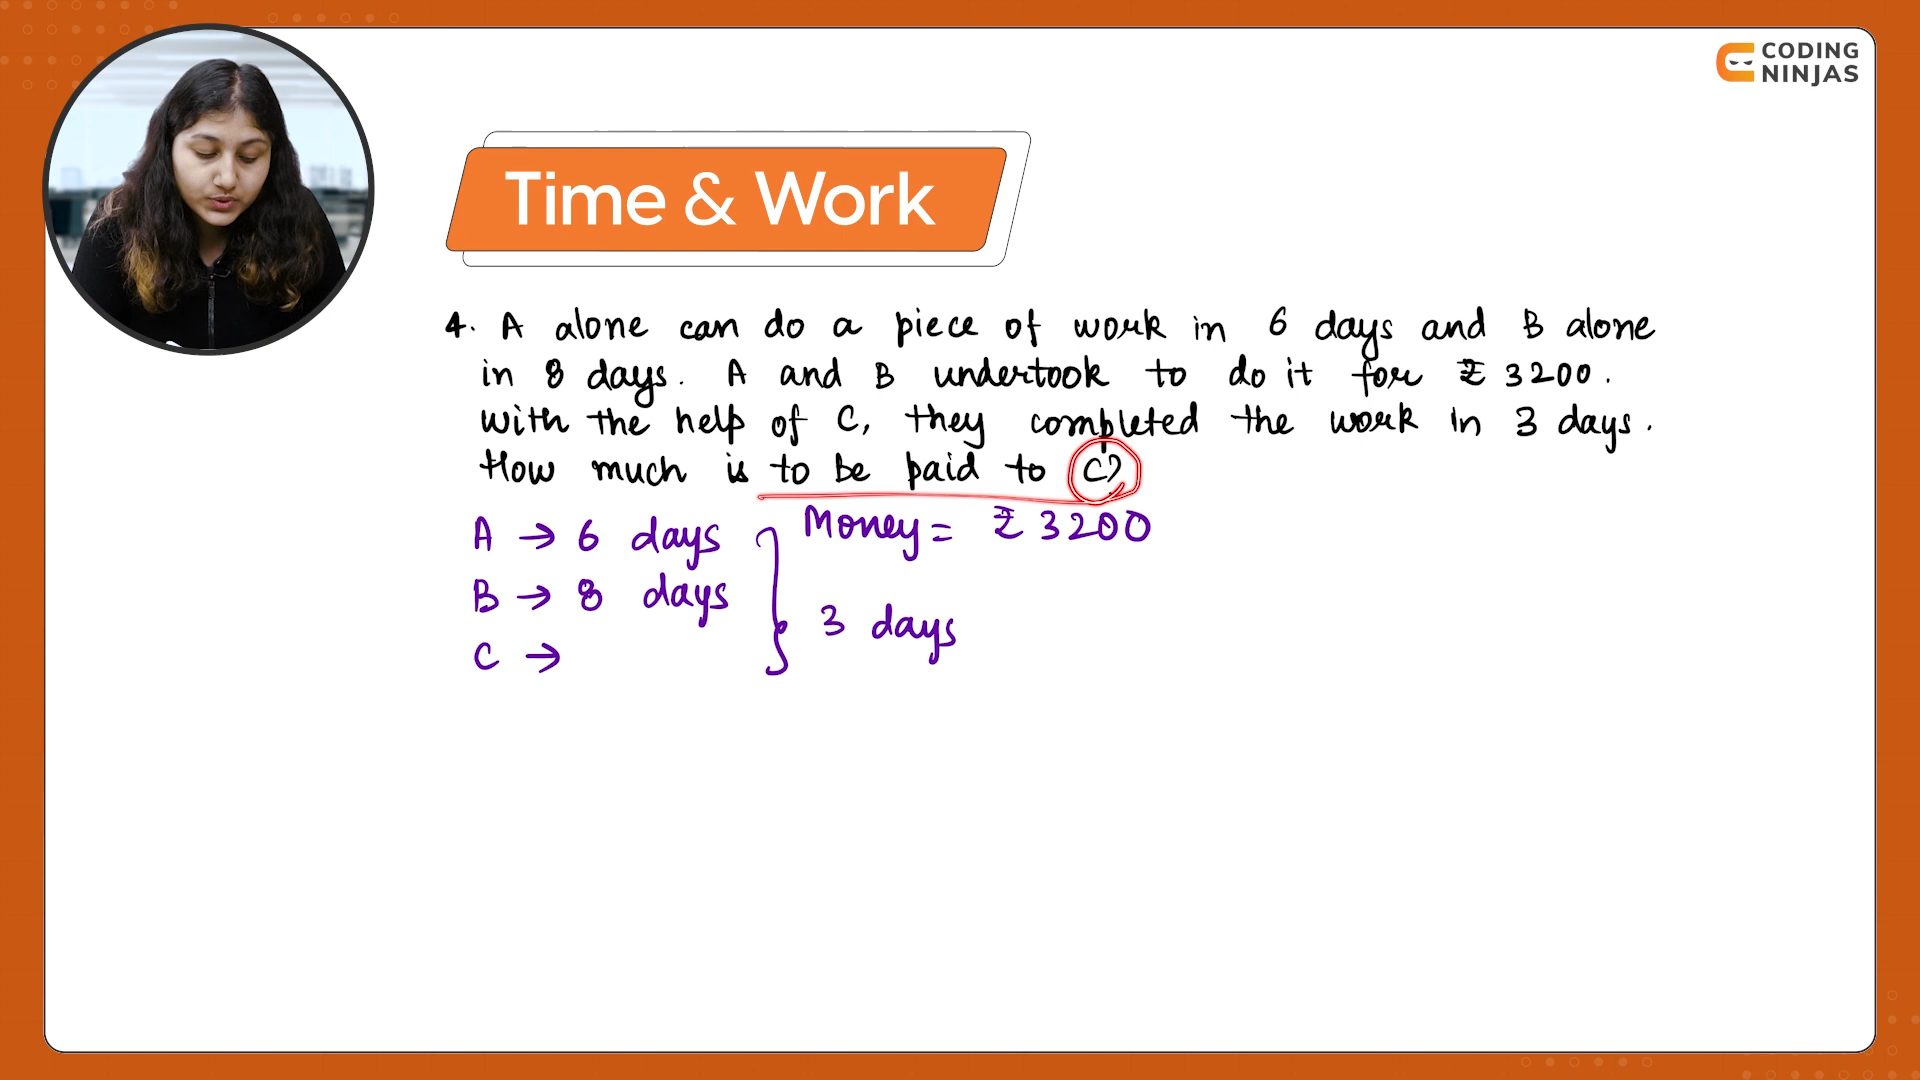 CODING
NINJAS
Time & Work
4. A alone can do a piece of work in 6 days and B alone
in 8 days. A and B undertook to do it for ₹ 3200.
With the help of C, they completed the work in 3 days.
How much is to be paid to C?
A → 6 days
B → 8 days
C →
Money = ₹ 3200
3 days